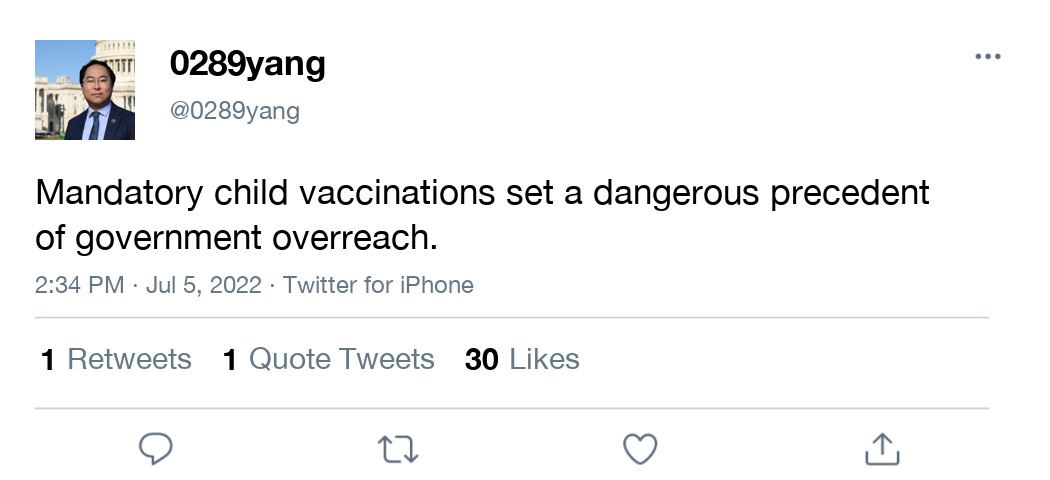 0289yang
@0289yang
Mandatory child vaccinations set a dangerous precedent
of government overreach.
2:34 PM · Jul 5, 2022 · Twitter for iPhone
1 Retweets 1 Quote Tweets 30 Likes